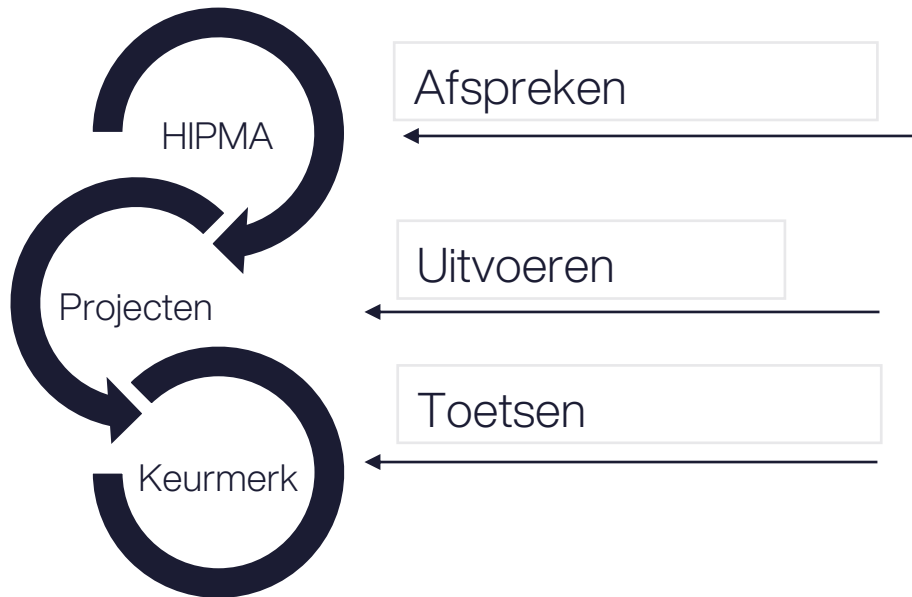 HIPMA
Afspreken
Projecten
Uitvoeren
Keurmerk
Toetsen